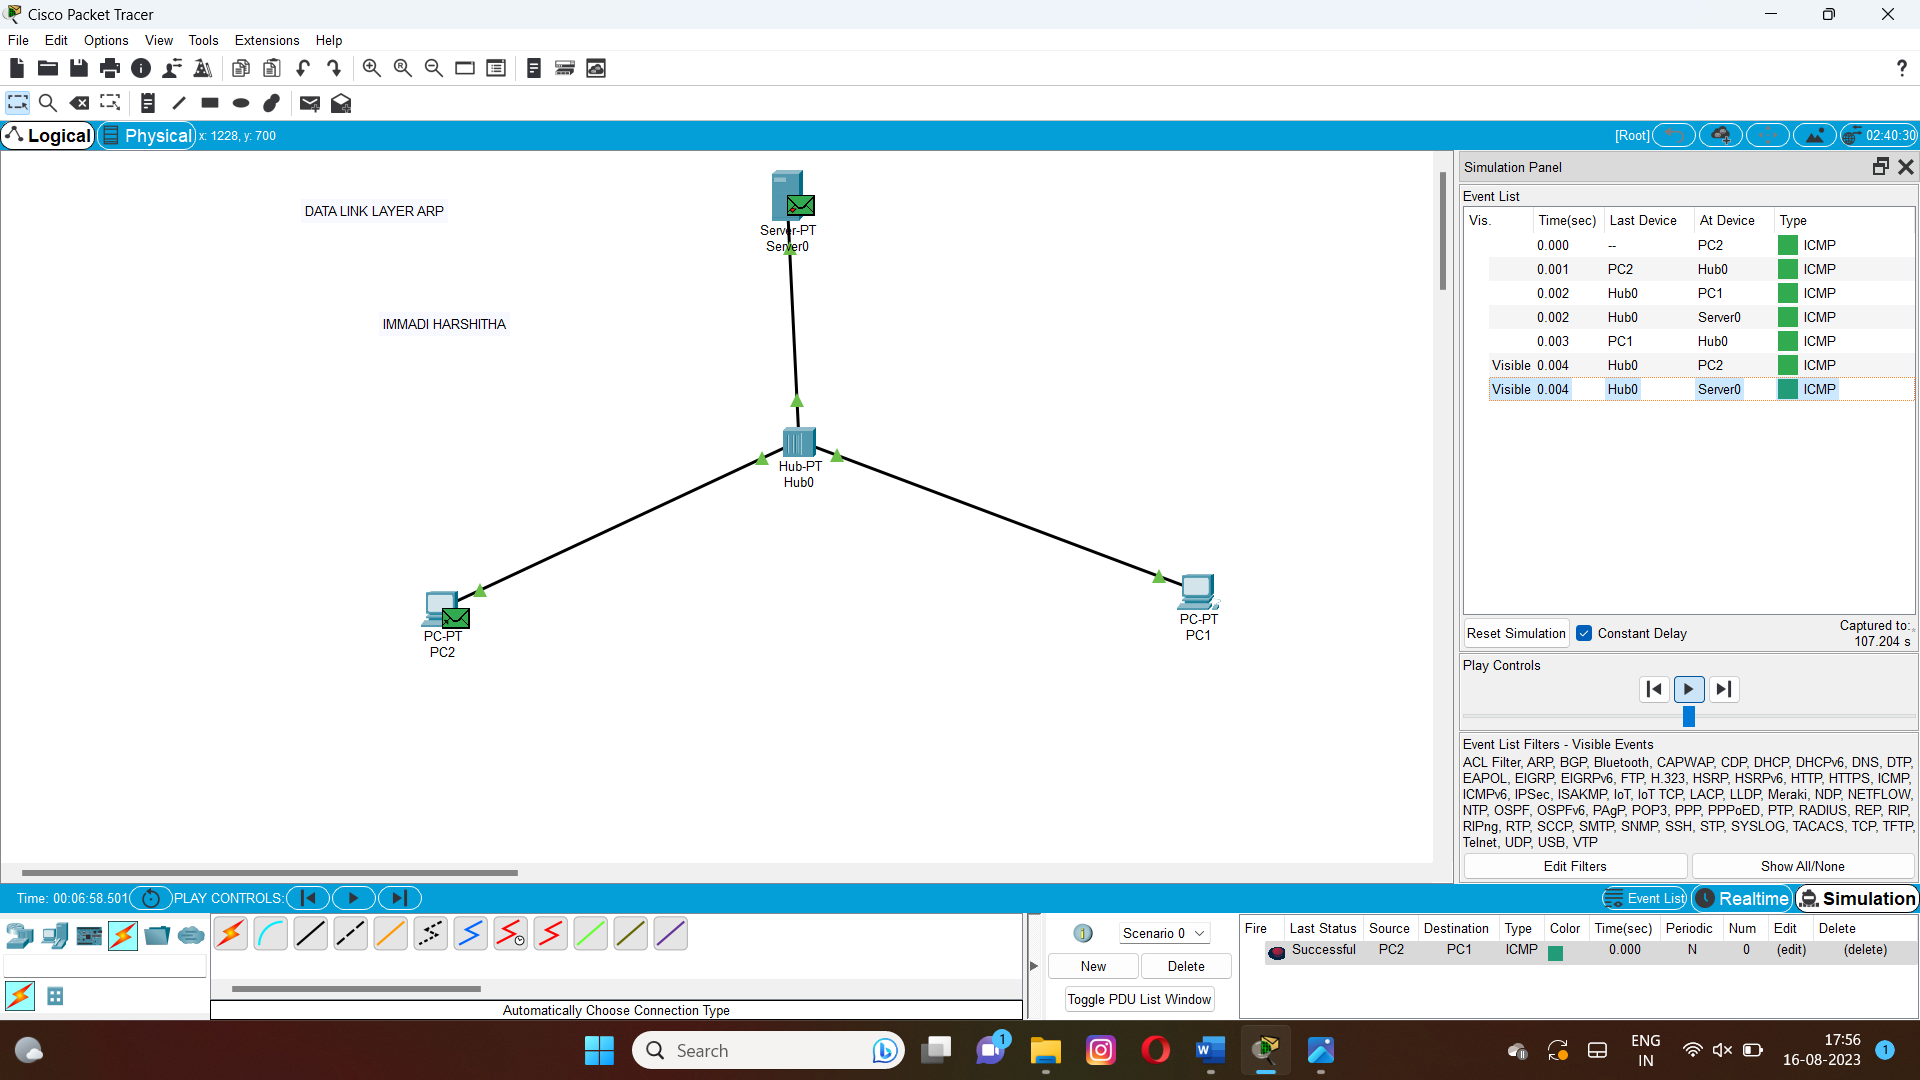 Cisco Packet Tracer
File Edit Options View Tools Extensions Help
?
Logical Physical x: 1228, y: 700 [Root] 02:40:30
DATA LINK LAYER ARP
IMMADI HARSHITHA
Server-PT
Server0
Hub-PT
Hub0
PC-PT
PC2
PC-PT
PC1
Simulation Panel
Event List
Vis. Time(sec) Last Device At Device Type
0.000 -- PC2 ICMP
0.001 PC2 Hub0 ICMP
0.002 Hub0 PC1 ICMP
0.002 Hub0 Server0 ICMP
0.003 PC1 Hub0 ICMP
Visible 0.004 Hub0 PC2 ICMP
Visible 0.004 Hub0 Server0 ICMP
Reset Simulation Constant Delay Captured to:
107.204 s
Play Controls
Event List Filters - Visible Events
ACL Filter, ARP, BGP, Bluetooth, CAPWAP, CDP, DHCP, DHCPv6, DNS, DTP,
EAPOL, EIGRP, EIGRPv6, FTP, H.323, HSRP, HSRPv6, HTTP, HTTPS, ICMP,
ICMPv6, IPSec, ISAKMP, IoT, IoT TCP, LACP, LLDP, Meraki, NDP, NETFLOW,
NTP, OSPF, OSPFv6, PAgP, POP3, PPP, PPPoED, PTP, RADIUS, REP, RIP,
RIPng, RTP, SCCP, SMTP, SNMP, SSH, STP, SYSLOG, TACACS, TCP, TFTP,
Telnet, UDP, USB, VTP
Edit Filters Show All/None
Time: 00:06:58.501 PLAY CONTROLS: Event List Realtime Simulation
Automatically Choose Connection Type
1 Scenario 0
New Delete
Toggle PDU List Window
Fire Last Status Source Destination Type Color Time(sec) Periodic Num Edit Delete
Successful PC2 PC1 ICMP 0.000 N 0 (edit) (delete)
Search 1 W ENG
IN
17:56
16-08-2023
1